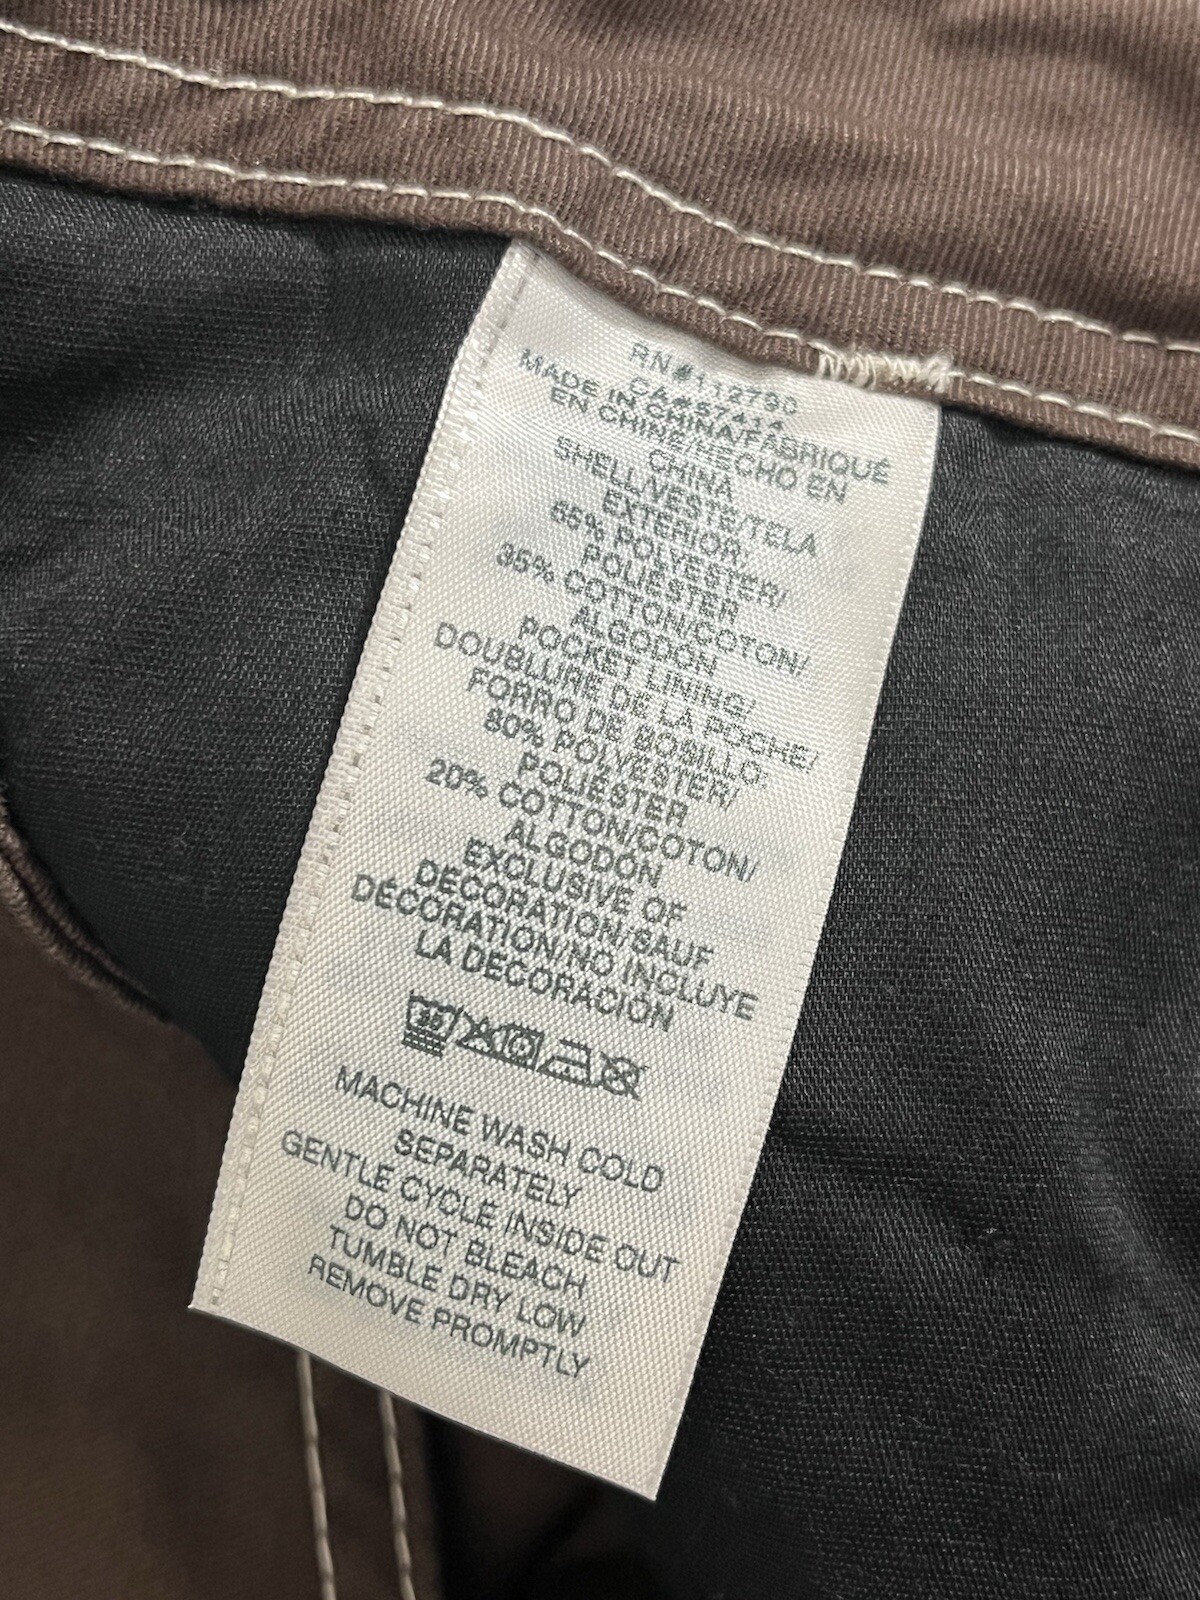 RN#112790
CA#57414
MADE IN CHINA/FABRIQUÉ
EN CHINE/HECHO EN
CHINA
SHELL/VESTE/TELA
EXTERIOR:
65% POLYESTER/
POLIÉSTER
35% COTTON/COTON/
ALGODÓN
POCKET LINING/
DOUBLURE DE LA POCHE/
FORRO DE BOSILLO:
80% POLYESTER/
POLIÉSTER
20% COTTON/COTON/
ALGODÓN
EXCLUSIVE OF
DECORATION/SAUF
DÉCORATION/NO INCLUYE
LA DECORACIÓN
30
MACHINE WASH COLD
SEPARATELY
GENTLE CYCLE INSIDE OUT
DO NOT BLEACH
TUMBLE DRY LOW
REMOVE PROMPTLY